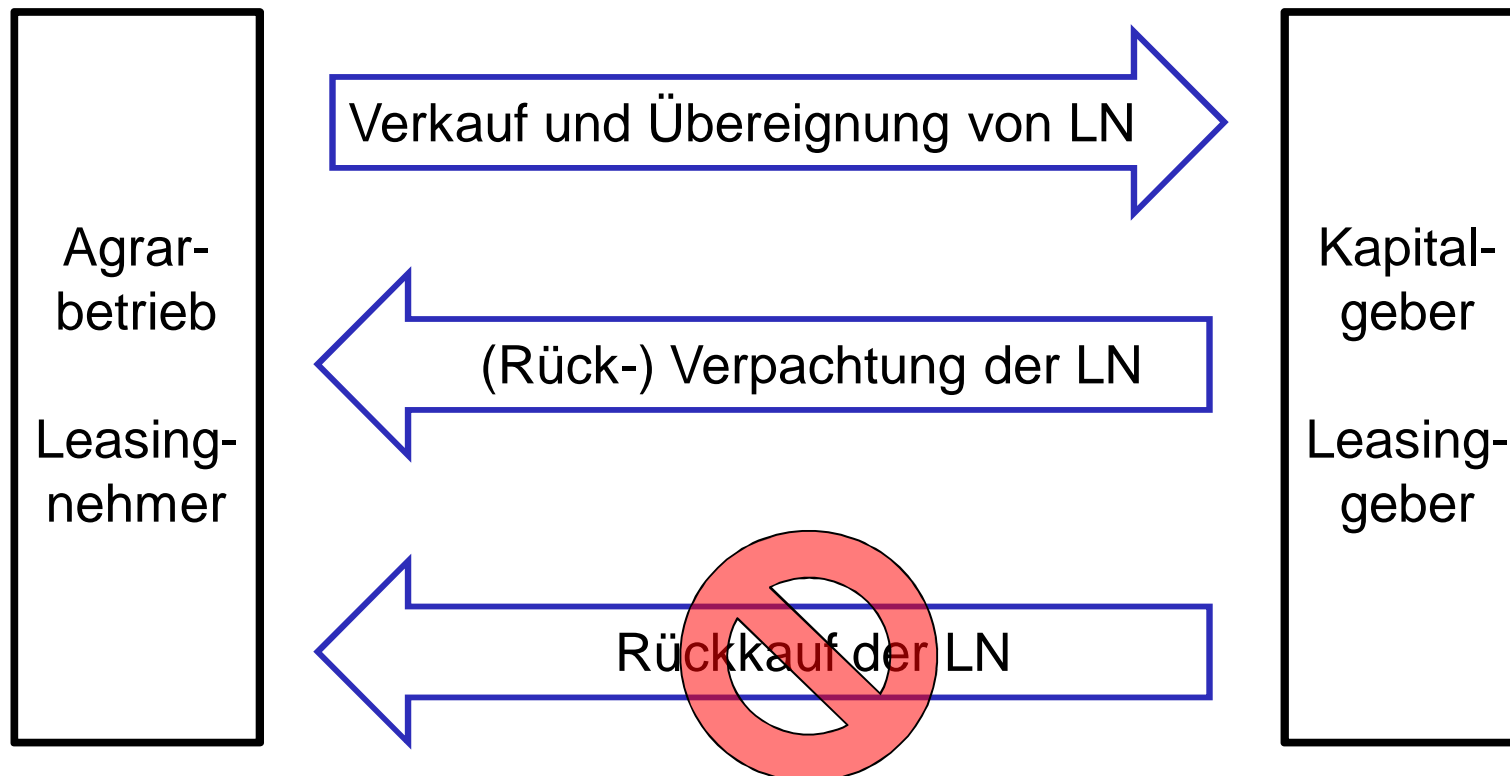 Agrar-
betrieb
Leasing-
nehmer
Verkauf und Übereignung von LN
(Rück-) Verpachtung der LN
Rückkauf der LN
Kapital-
geber
Leasing-
geber